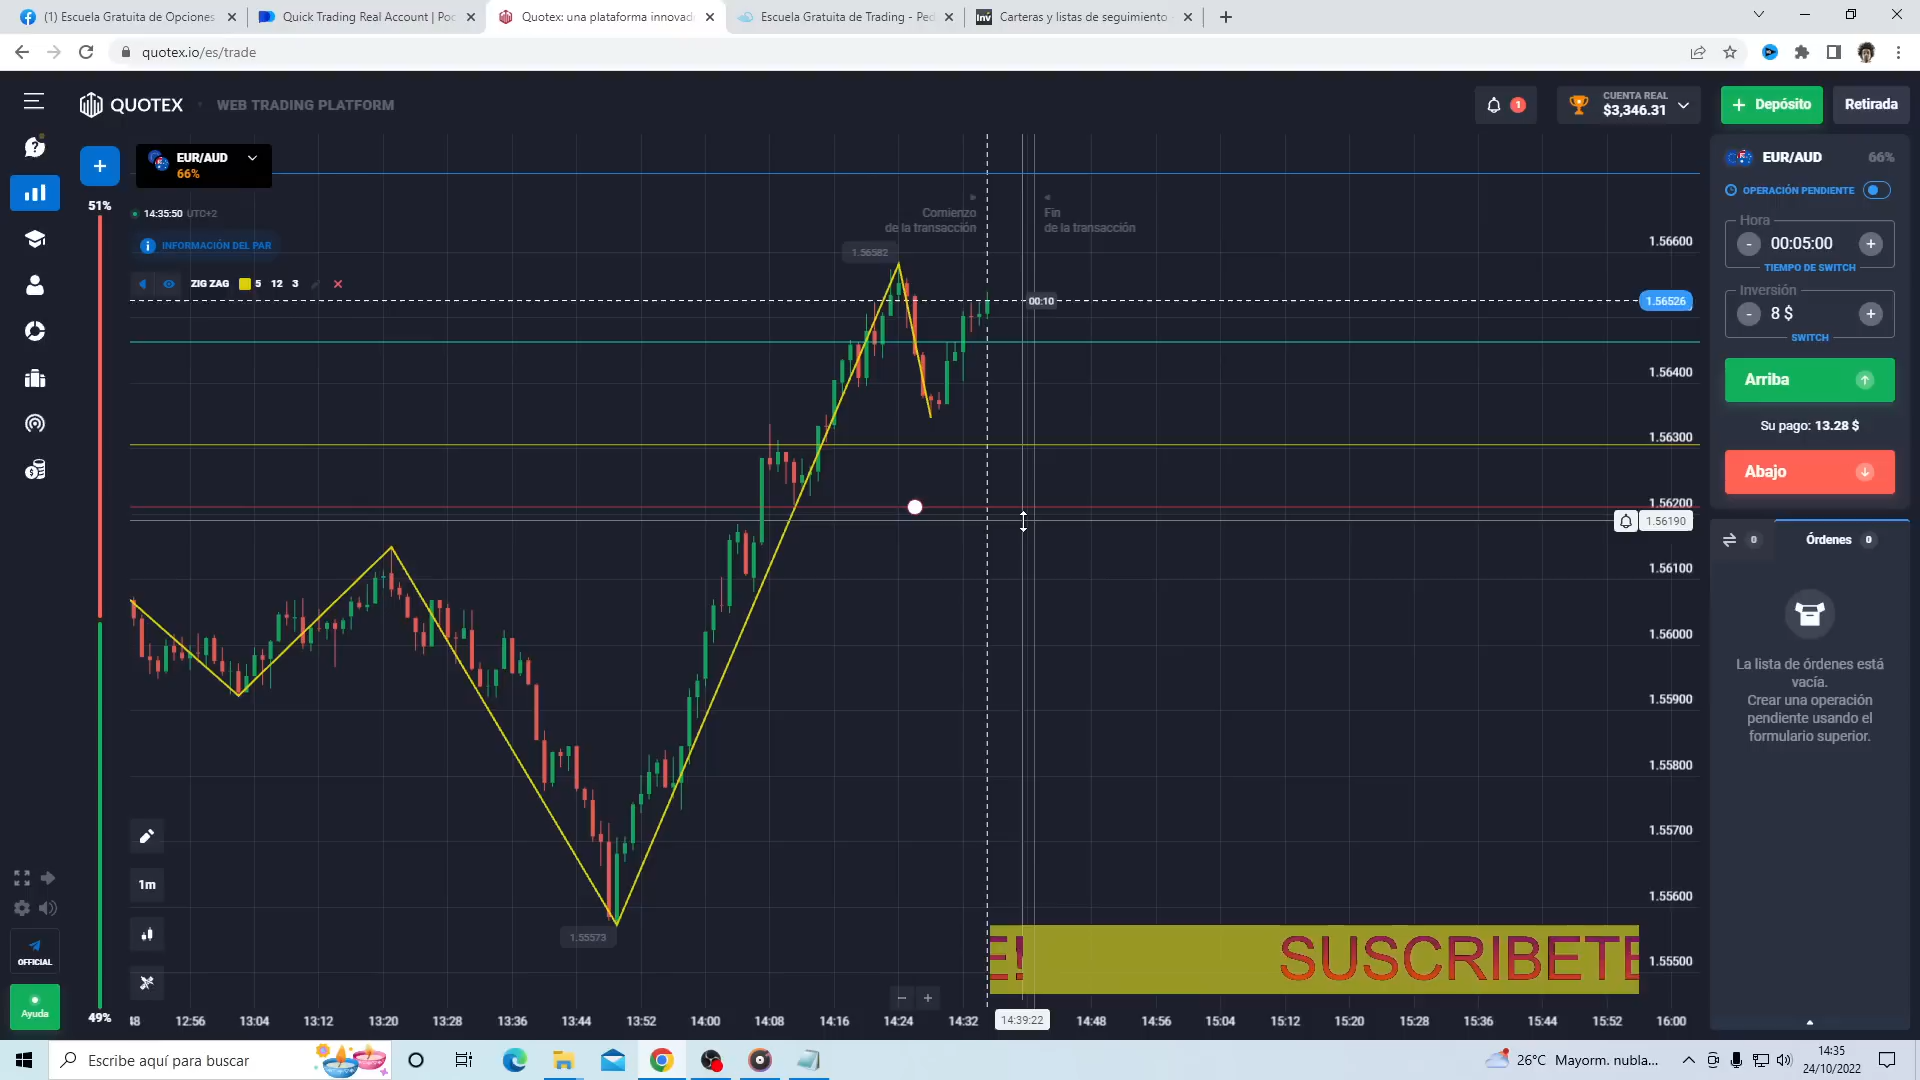 (1) Escuela Gratuita de Opciones
Quick Trading Real Account | Poc
Quotex: una plataforma innovad
Escuela Gratuita de Trading - Ped
Carteras y listas de seguimiento -
quotex.io/es/trade
QUOTEX
WEB TRADING PLATFORM
1
CUENTA REAL
$3,346.31
Depósito
Retirada
EUR/AUD
66%
51%
14:35:50 UTC+2
INFORMACIÓN DEL PAR
ZIG ZAG 5 12 3
Comienzo
de la transacción
Fin
de la transacción
1.56582
00:10
1.56526
1.56600
1.56400
1.56300
1.56200
1.56190
1.56100
1.56000
1.55900
1.55800
1.55700
1.55600
1.55500
1.55573
1m
E!
SUSCRIBETE
49%
:48
12:56
13:04
13:12
13:20
13:28
13:36
13:44
13:52
14:00
14:08
14:16
14:24
14:32
14:39:22
14:48
14:56
15:04
15:12
15:20
15:28
15:36
15:44
15:52
16:00
OFFICIAL
Ayuda
EUR/AUD
66%
OPERACIÓN PENDIENTE
Hora
- 00:05:00 +
TIEMPO DE SWITCH
Inversión
- 8 $ +
SWITCH
Arriba
Su pago: 13.28 $
Abajo
0
Órdenes 0
La lista de órdenes está
vacía.
Crear una operación
pendiente usando el
formulario superior.
Escribe aquí para buscar
26°C Mayorm. nubla...
14:35
24/10/2022